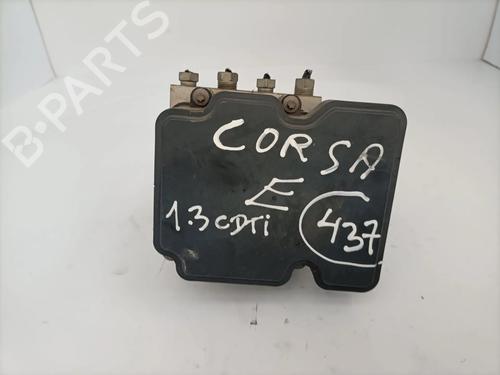 B-PARTS
CORSA
E
1.3 CDTi
437